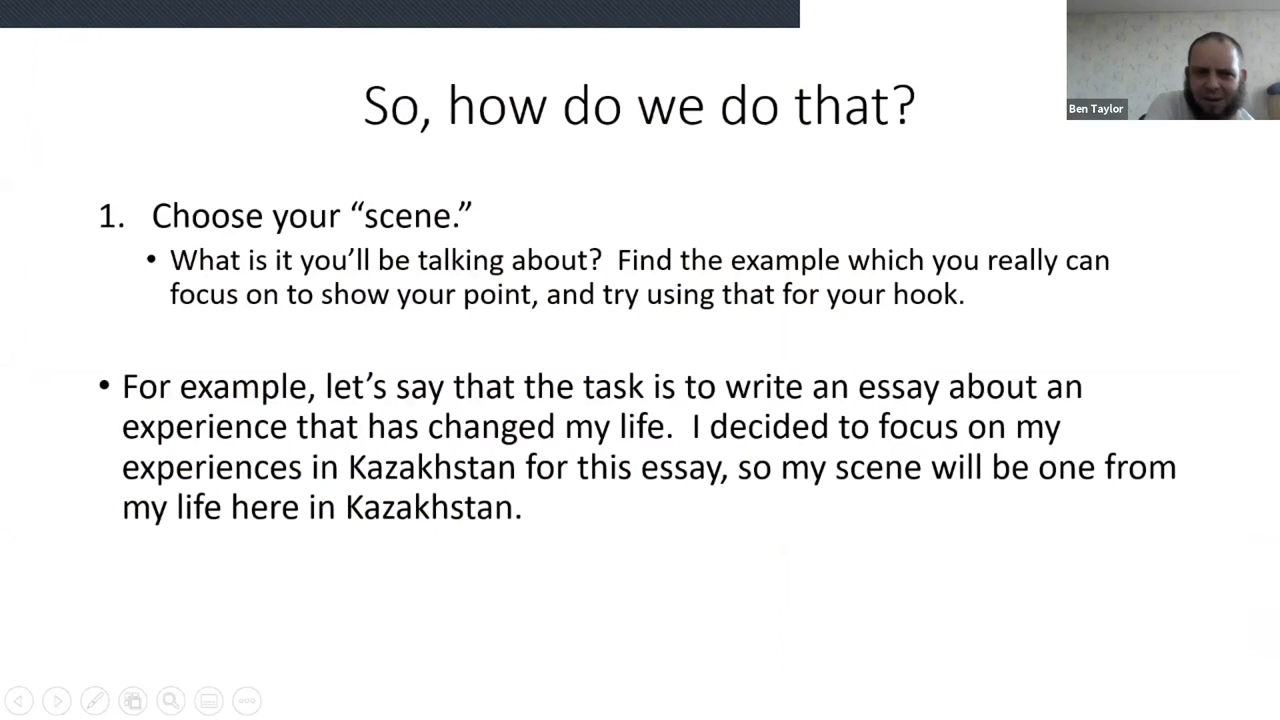 So, how do we do that?
Ben Taylor
1. Choose your “scene.”
• What is it you’ll be talking about?  Find the example which you really can
focus on to show your point, and try using that for your hook.
• For example, let’s say that the task is to write an essay about an
experience that has changed my life.  I decided to focus on my
experiences in Kazakhstan for this essay, so my scene will be one from
my life here in Kazakhstan.